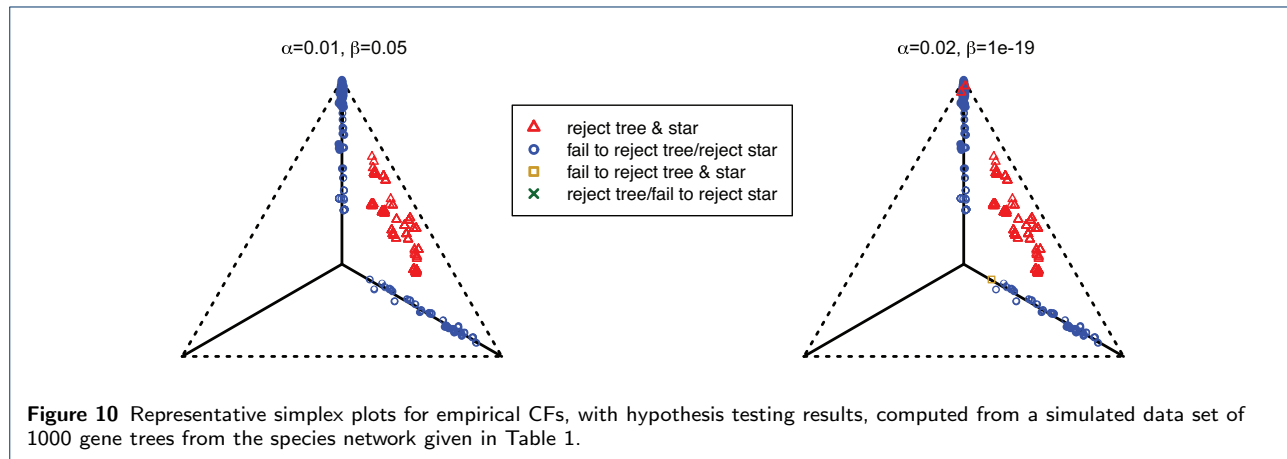 α=0.01, β=0.05
α=0.02, β=1e-19
reject tree & star
fail to reject tree/reject star
fail to reject tree & star
reject tree/fail to reject star
Figure 10 Representative simplex plots for empirical CFs, with hypothesis testing results, computed from a simulated data set of
1000 gene trees from the species network given in Table 1.